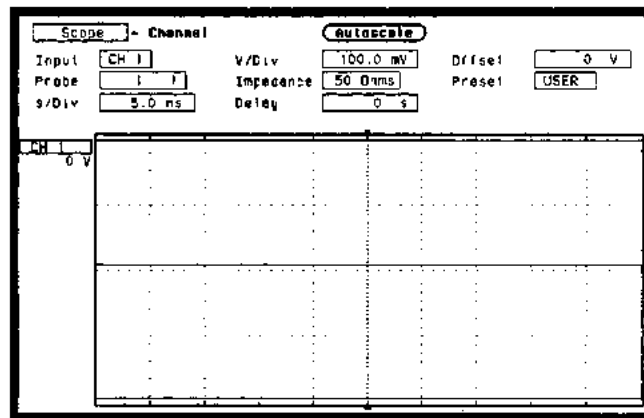 Scope - Channel Autoscale
Input CH 1 V/Div 100.0 mV Offset 0 V
Probe 1 : 1 Impedance 50 Ohms Preset USER
s/Div 5.0 ns Delay 0 s
CH 1
0 V